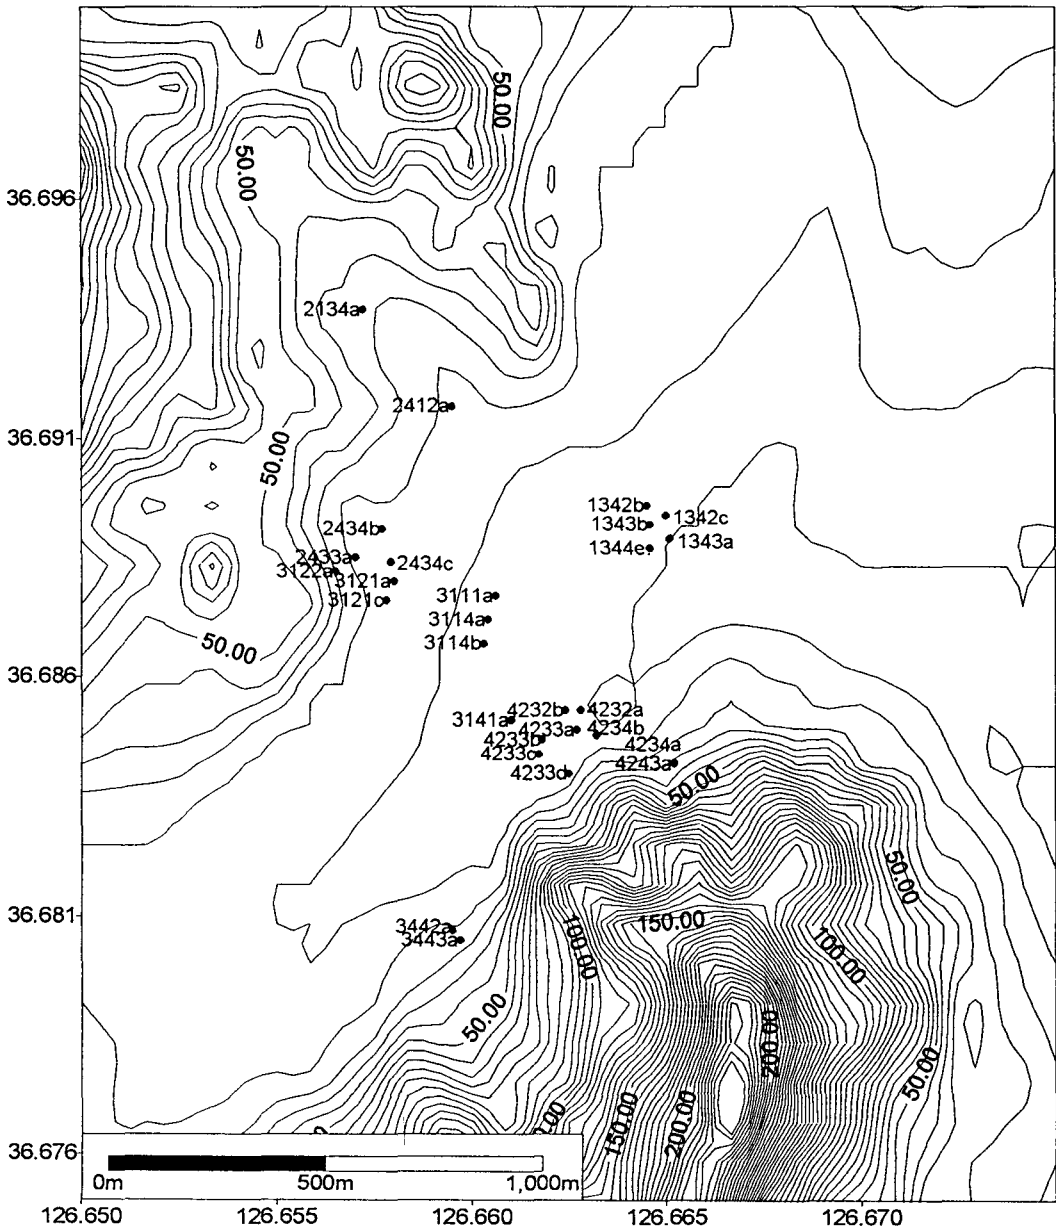 50.00
50.00
36.696
2134a
2412a
36.691
50.00
1342b
1342c
1343b
1343a
1344e
2434b
2433a
2434c
3122a
3121a
3121c
3111a
3114a
3114b
50.00
36.686
4232b
4232a
3141a
4233a
4234b
4233b
4234a
4233c
4243a
4233d
50.00
50.00
36.681
150.00
3442a
3443a
100.00
100.00
50.00
200.00
50.00
150.00
200.00
36.676
0m
500m
1,000m
126.650
126.655
126.660
126.665
126.670